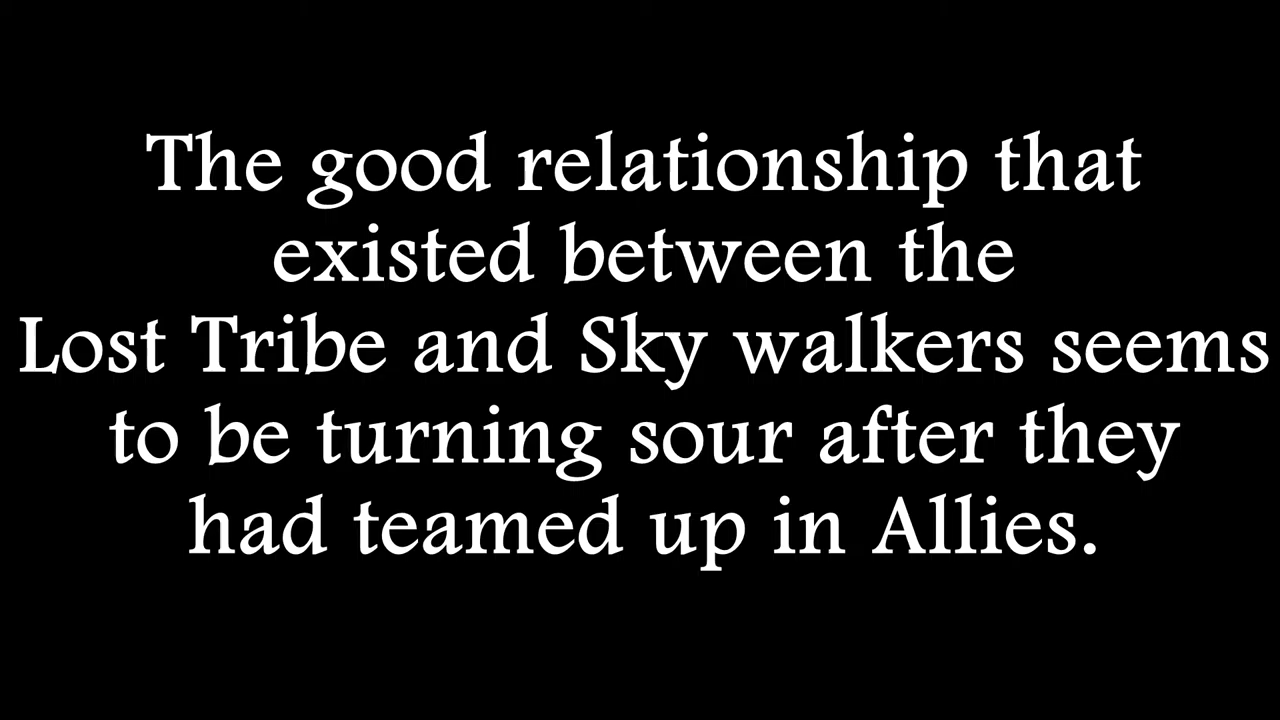 The good relationship that
existed between the
Lost Tribe and Sky walkers seems
to be turning sour after they
had teamed up in Allies.